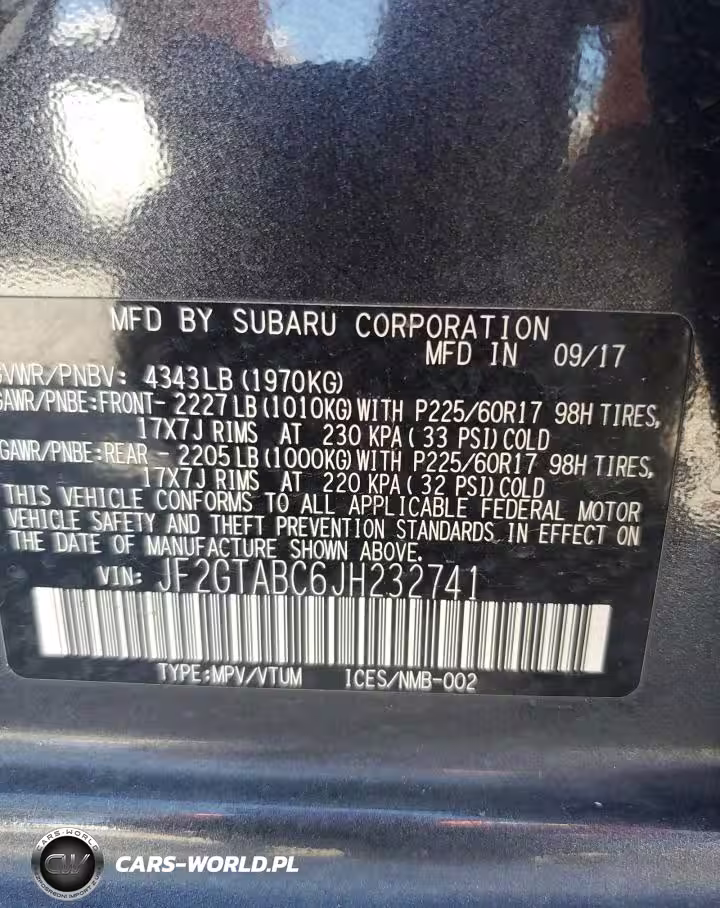 MFD BY SUBARU CORPORATION
MFD IN 09/17
GVWR/PNBV: 4343LB (1970KG)
GAWR/PNBE:FRONT- 2227LB(1010KG)WITH P225/60R17 98H TIRES,
17X7J RIMS AT 230 KPA( 33 PSI)COLD
GAWR/PNBE:REAR - 2205LB(1000KG)WITH P225/60R17 98H TIRES,
17X7J RIMS AT 220 KPA( 32 PSI)COLD
THIS VEHICLE CONFORMS TO ALL APPLICABLE FEDERAL MOTOR
VEHICLE SAFETY AND THEFT PREVENTION STANDARDS IN EFFECT ON
THE DATE OF MANUFACTURE SHOWN ABOVE.
VIN: JF2GTABC6JH232741
TYPE:MPV/VTUM ICES/NMB-002
CARS-WORLD
CW
CARS-WORLD.PL